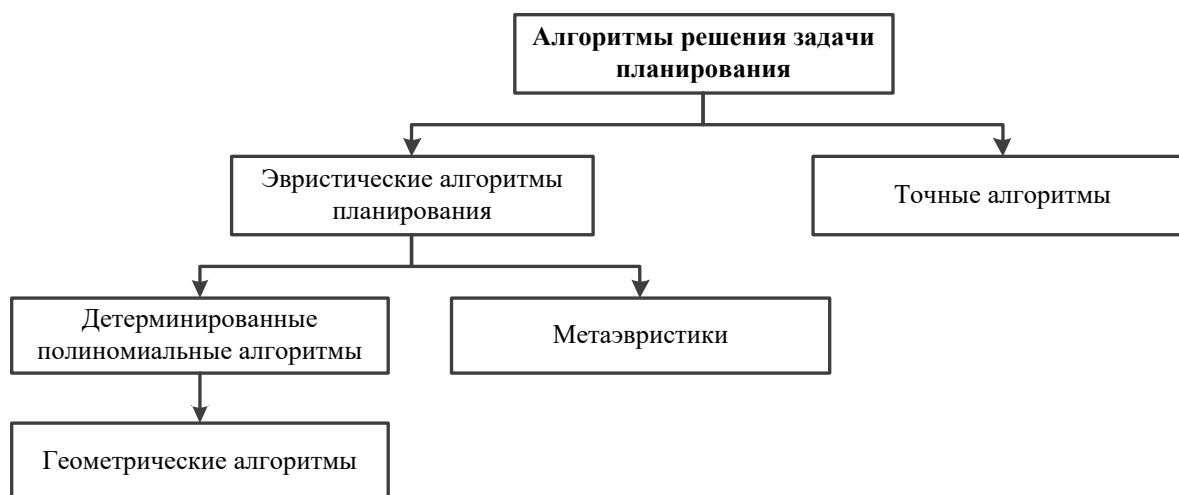 Алгоритмы решения задачи
планирования
Эвристические алгоритмы
планирования
Точные алгоритмы
Детерминированные
полиномиальные алгоритмы
Метаэвристики
Геометрические алгоритмы